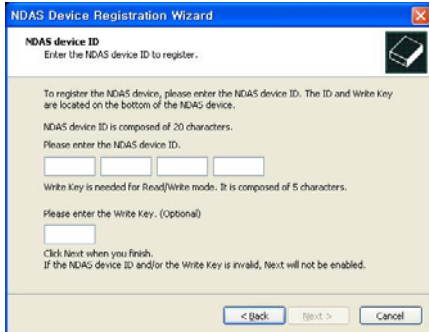 NDAS Device Registration Wizard
NDAS device ID
Enter the NDAS device ID to register.
To register the NDAS device, please enter the NDAS device ID. The ID and Write Key
are located on the bottom of the NDAS device.
NDAS device ID is composed of 20 characters.
Please enter the NDAS device ID.
Write Key is needed for Read/Write mode. It is composed of 5 characters.
Please enter the Write Key. (Optional)
Click Next when you finish.
If the NDAS device ID and/or the Write Key is invalid, Next will not be enabled.
< Back Next > Cancel